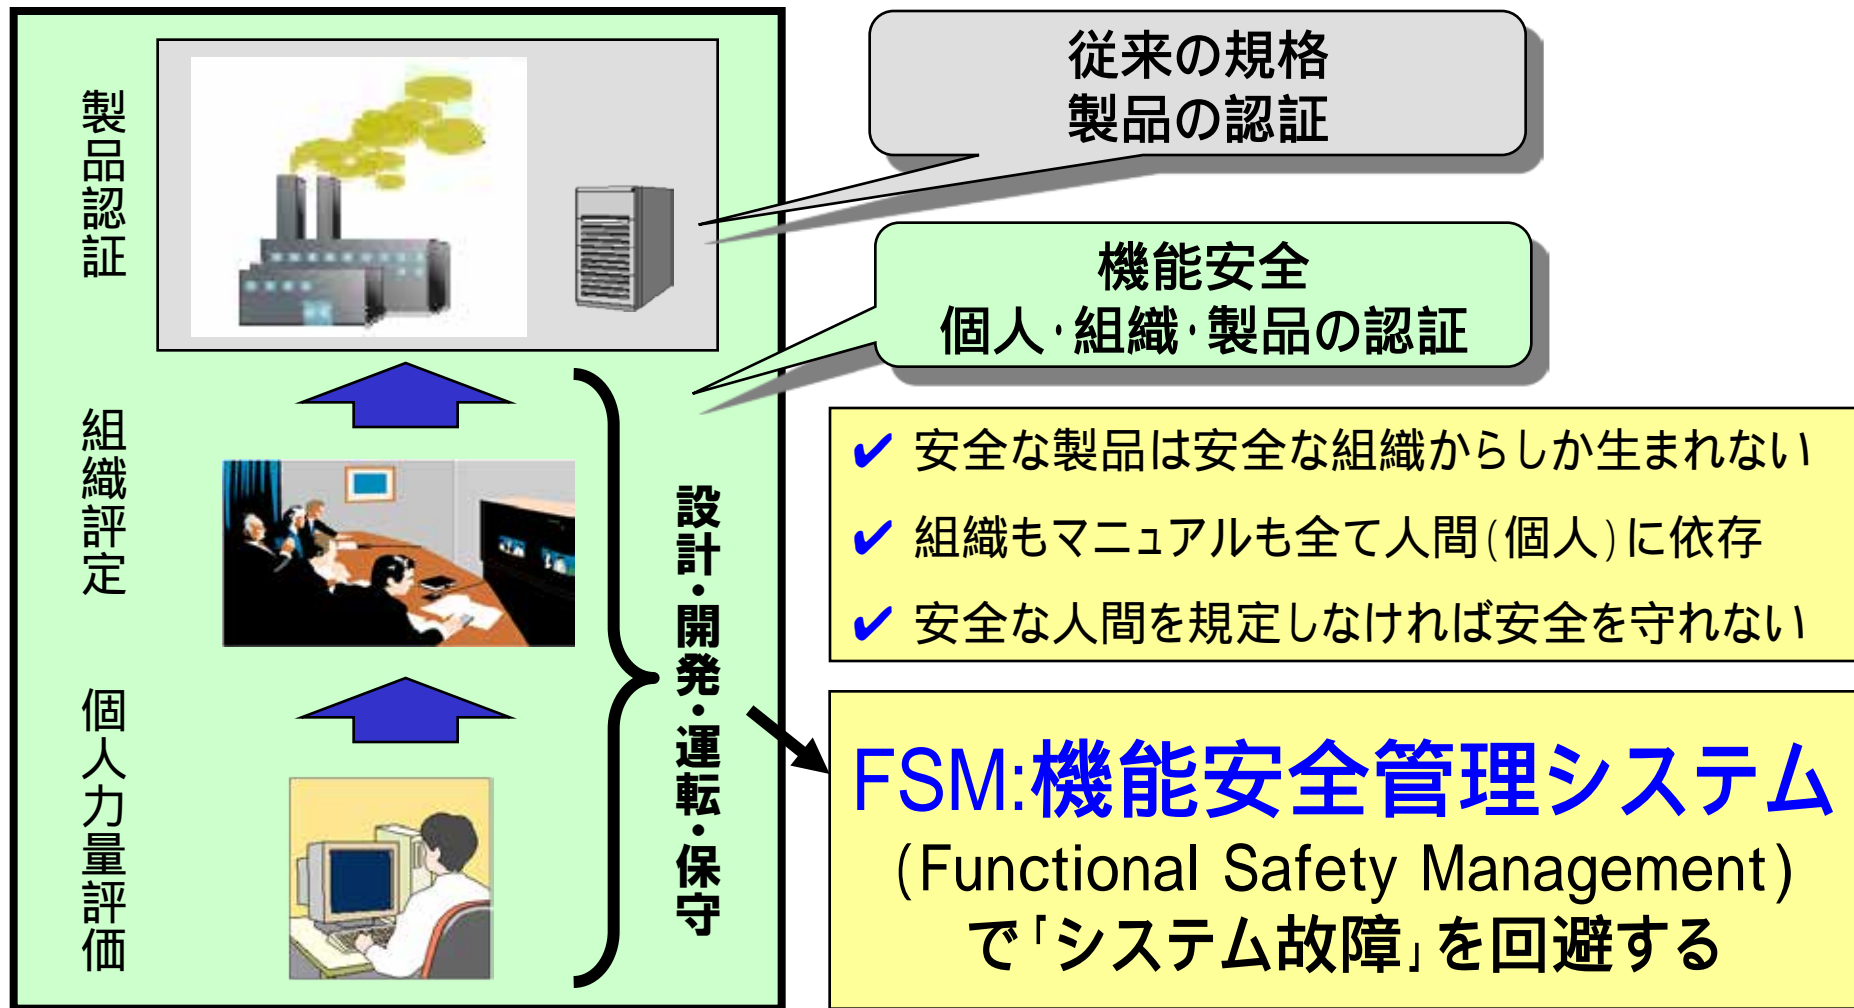 製品認証
組織評定
個人力量評価
設計・開発・運転・保守
従来の規格
製品の認証
機能安全
個人・組織・製品の認証
✔ 安全な製品は安全な組織からしか生まれない
✔ 組織もマニュアルも全て人間(個人)に依存
✔ 安全な人間を規定しなければ安全を守れない
FSM:機能安全管理システム
(Functional Safety Management)
で「システム故障」を回避する